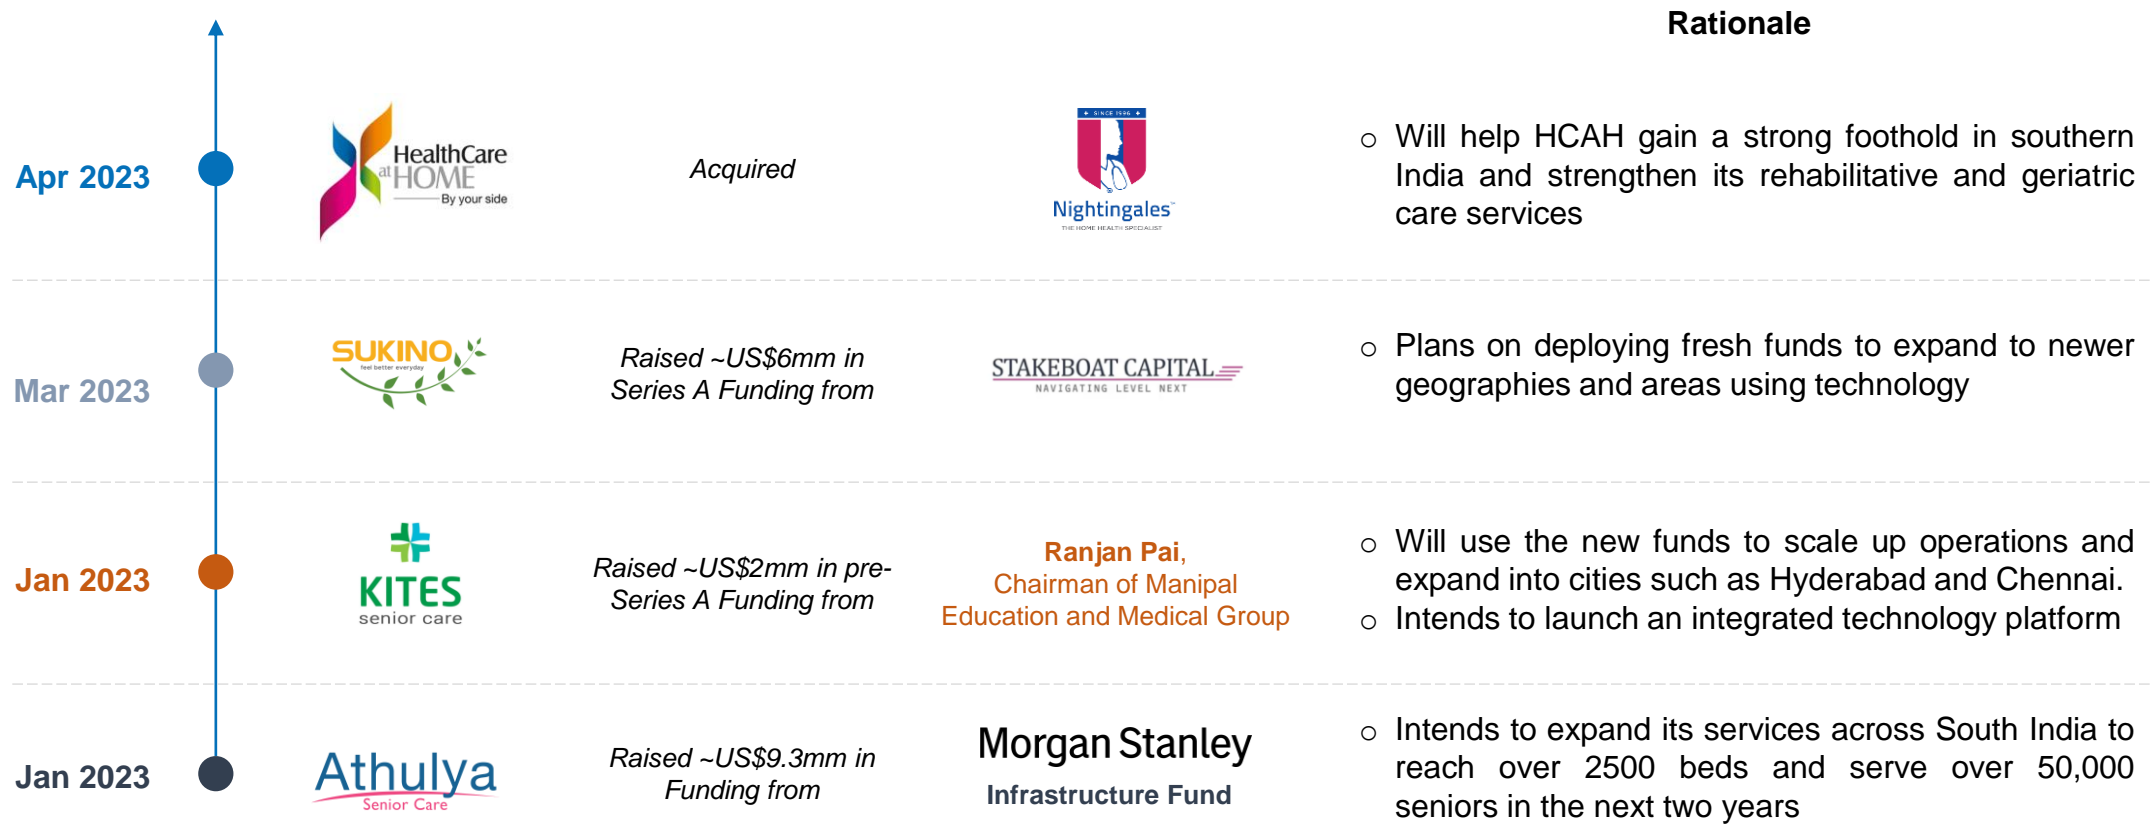 Rationale
Apr 2023
HealthCare
at HOME
By your side
Acquired
SINCE 1996
Nightingales™
THE HOME HEALTH SPECIALIST
o Will help HCAH gain a strong foothold in southern
India and strengthen its rehabilitative and geriatric
care services
Mar 2023
SUKINO
feel better everyday
Raised ~US$6mm in
Series A Funding from
STAKEBOAT CAPITAL
NAVIGATING LEVEL NEXT
o Plans on deploying fresh funds to expand to newer
geographies and areas using technology
Jan 2023
KITES
senior care
Raised ~US$2mm in pre-
Series A Funding from
Ranjan Pai,
Chairman of Manipal
Education and Medical Group
o Will use the new funds to scale up operations and
expand into cities such as Hyderabad and Chennai.
o Intends to launch an integrated technology platform
Jan 2023
Athulya
Senior Care
Raised ~US$9.3mm in
Funding from
Morgan Stanley
Infrastructure Fund
o Intends to expand its services across South India to
reach over 2500 beds and serve over 50,000
seniors in the next two years